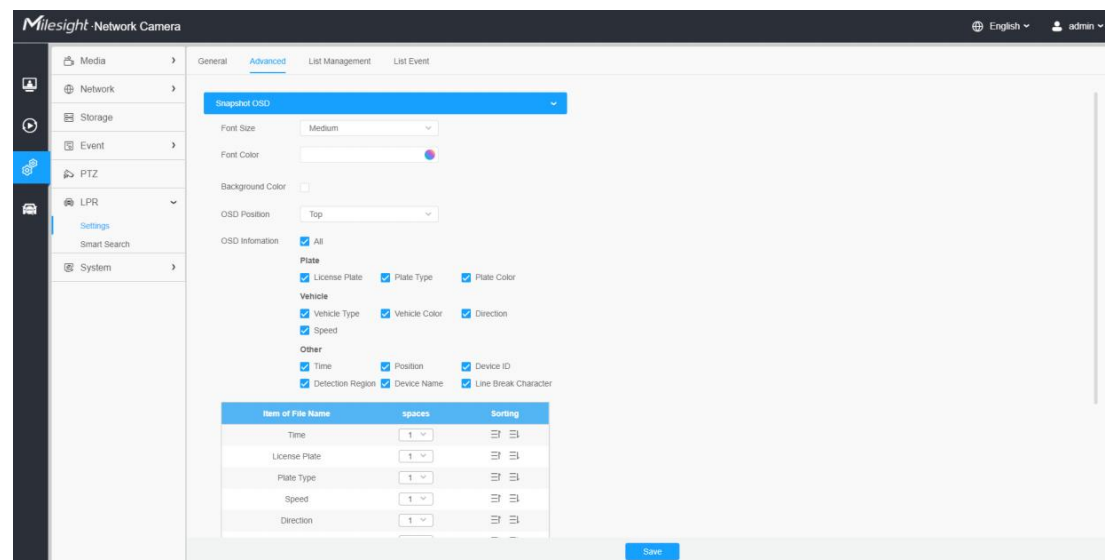 Milesight · Network Camera
English
admin
Media
Network
Storage
Event
PTZ
LPR
Settings
Smart Search
System
General Advanced List Management List Event
Snapshot OSD
Font Size Medium
Font Color
Background Color
OSD Position Top
OSD Infomation All
Plate
License Plate Plate Type Plate Color
Vehicle
Vehicle Type Vehicle Color Direction
Speed
Other
Time Position Device ID
Detection Region Device Name Line Break Character
Item of File Name spaces Sorting
Time 1
License Plate 1
Plate Type 1
Speed 1
Direction 1
Save